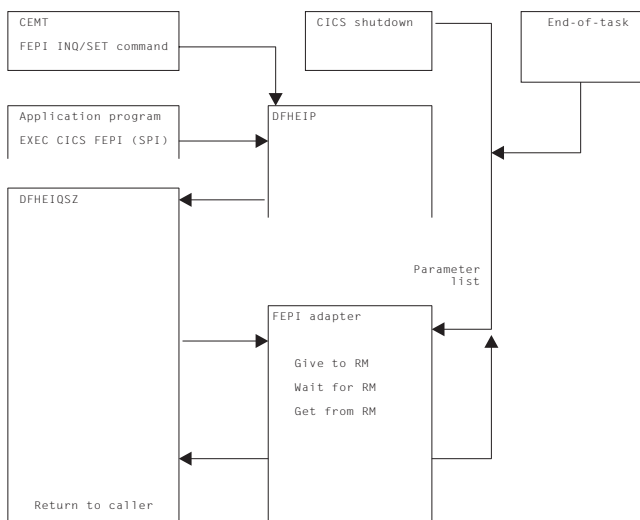 CEMT
FEPI INQ/SET command
CICS shutdown
End-of-task
Application program
EXEC CICS FEPI (SPI)
DFHEIP
DFHEIQSZ
Parameter
list
FEPI adapter
Give to RM
Wait for RM
Get from RM
Return to caller